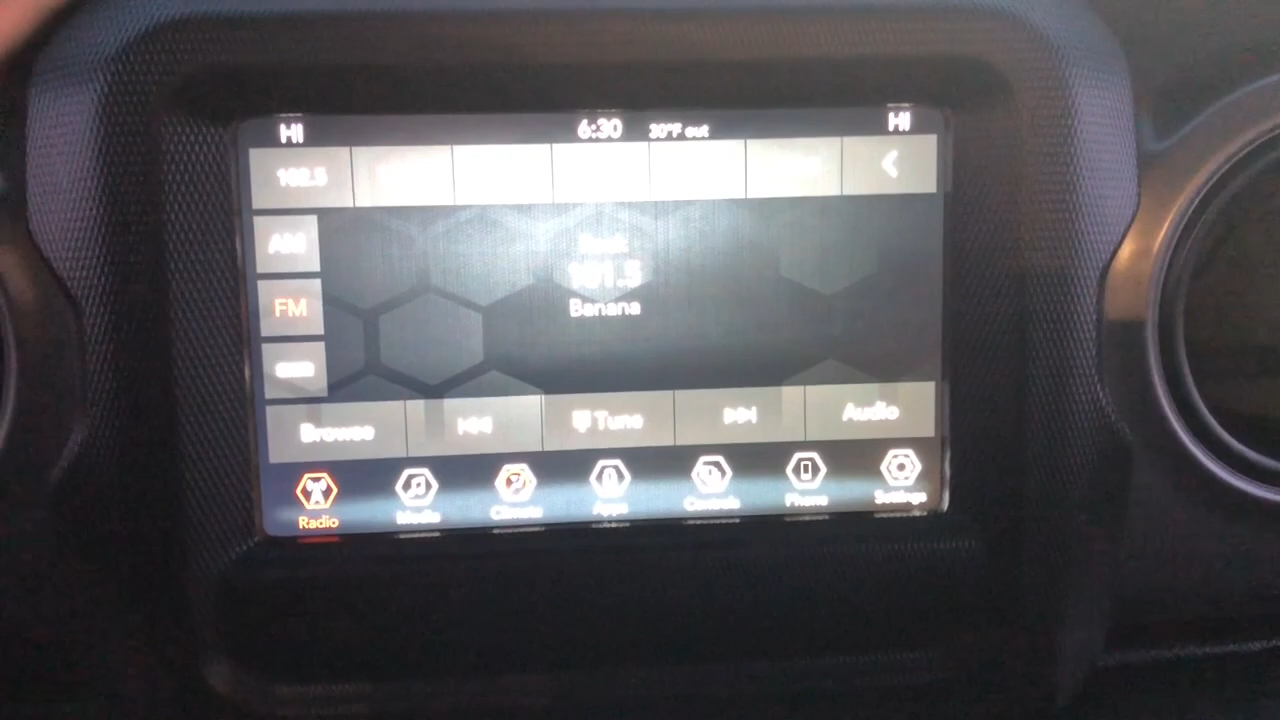 HI 6:30 30°F out HI
102.5
AM
101.5
FM
Banana
Browse Tune Audio
Radio Media Climate Apps Controls Phone Settings